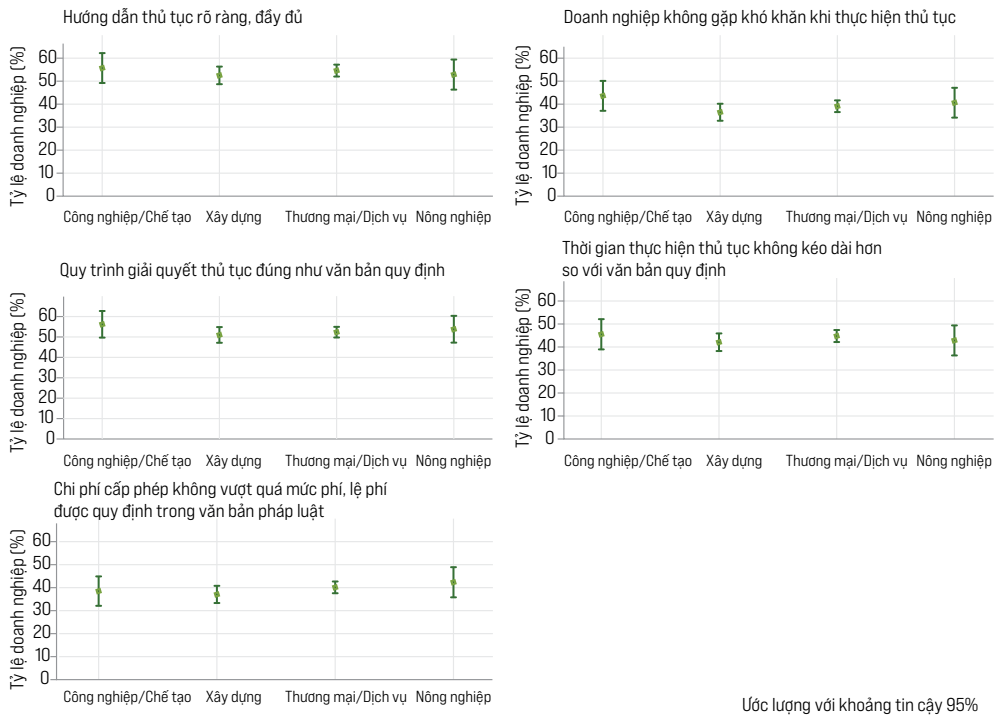 Hướng dẫn thủ tục rõ ràng, đầy đủ
Tỷ lệ doanh nghiệp (%)
60
50
40
30
20
10
0
Công nghiệp/Chế tạo
Xây dựng
Thương mại/Dịch vụ
Nông nghiệp
Doanh nghiệp không gặp khó khăn khi thực hiện thủ tục
Tỷ lệ doanh nghiệp (%)
60
50
40
30
20
10
0
Công nghiệp/Chế tạo
Xây dựng
Thương mại/Dịch vụ
Nông nghiệp
Quy trình giải quyết thủ tục đúng như văn bản quy định
Tỷ lệ doanh nghiệp (%)
60
50
40
30
20
10
0
Công nghiệp/Chế tạo
Xây dựng
Thương mại/Dịch vụ
Nông nghiệp
Thời gian thực hiện thủ tục không kéo dài hơn
so với văn bản quy định
Tỷ lệ doanh nghiệp (%)
60
50
40
30
20
10
0
Công nghiệp/Chế tạo
Xây dựng
Thương mại/Dịch vụ
Nông nghiệp
Chi phí cấp phép không vượt quá mức phí, lệ phí
được quy định trong văn bản pháp luật
Tỷ lệ doanh nghiệp (%)
60
50
40
30
20
10
0
Công nghiệp/Chế tạo
Xây dựng
Thương mại/Dịch vụ
Nông nghiệp
Ước lượng với khoảng tin cậy 95%